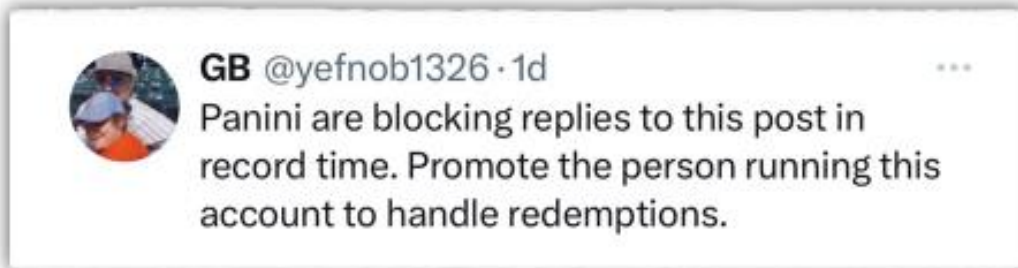 GB @yefnob1326 · 1d
Panini are blocking replies to this post in
record time. Promote the person running this
account to handle redemptions.